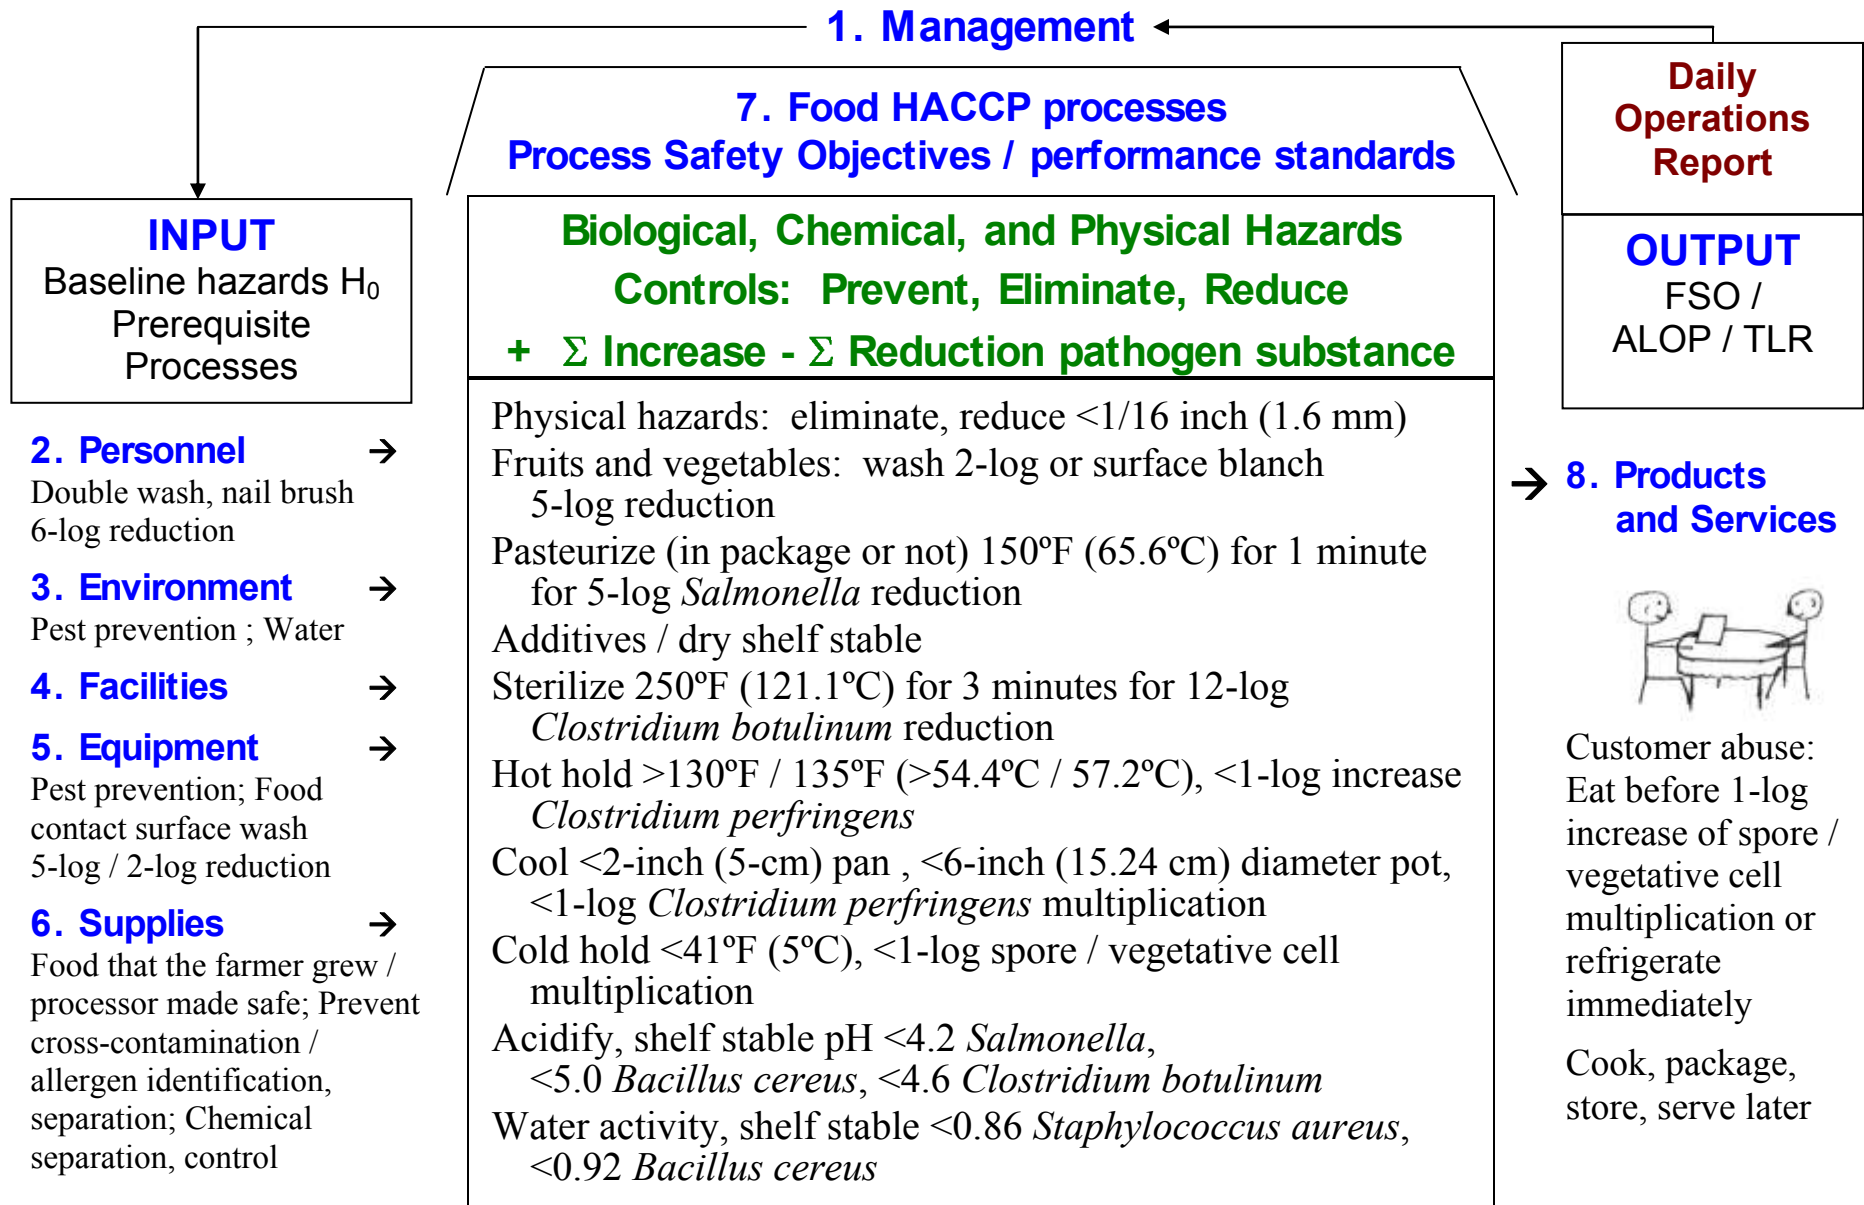 1. Management
7. Food HACCP processes
Process Safety Objectives / performance standards
Daily
Operations
Report
INPUT
Baseline hazards H₀
Prerequisite
Processes
Biological, Chemical, and Physical Hazards
Controls: Prevent, Eliminate, Reduce
+ Σ Increase - Σ Reduction pathogen substance
OUTPUT
FSO /
ALOP / TLR
2. Personnel →
Double wash, nail brush
6-log reduction
3. Environment →
Pest prevention ; Water
4. Facilities →
5. Equipment →
Pest prevention; Food
contact surface wash
5-log / 2-log reduction
6. Supplies →
Food that the farmer grew /
processor made safe; Prevent
cross-contamination /
allergen identification,
separation; Chemical
separation, control
Physical hazards: eliminate, reduce <1/16 inch (1.6 mm)
Fruits and vegetables: wash 2-log or surface blanch
5-log reduction
Pasteurize (in package or not) 150ºF (65.6ºC) for 1 minute
for 5-log Salmonella reduction
Additives / dry shelf stable
Sterilize 250ºF (121.1ºC) for 3 minutes for 12-log
Clostridium botulinum reduction
Hot hold >130ºF / 135ºF (>54.4ºC / 57.2ºC), <1-log increase
Clostridium perfringens
Cool <2-inch (5-cm) pan , <6-inch (15.24 cm) diameter pot,
<1-log Clostridium perfringens multiplication
Cold hold <41ºF (5ºC), <1-log spore / vegetative cell
multiplication
Acidify, shelf stable pH <4.2 Salmonella,
<5.0 Bacillus cereus, <4.6 Clostridium botulinum
Water activity, shelf stable <0.86 Staphylococcus aureus,
<0.92 Bacillus cereus
→ 8. Products
and Services
Customer abuse:
Eat before 1-log
increase of spore /
vegetative cell
multiplication or
refrigerate
immediately
Cook, package,
store, serve later